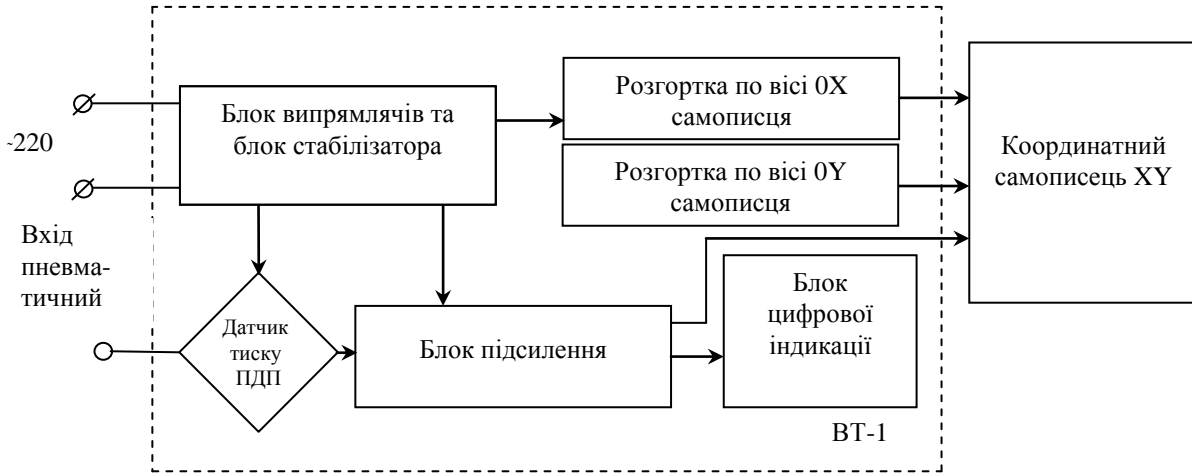 Розгортка по вісі 0X
самописця
Блок випрямлячів та
блок стабілізатора
~220
Координатний
самописець XY
Розгортка по вісі 0Y
самописця
Вхід
пневма-
тичний
Блок
цифрової
індикації
Датчик
тиску
ПДП
Блок підсилення
ВТ-1